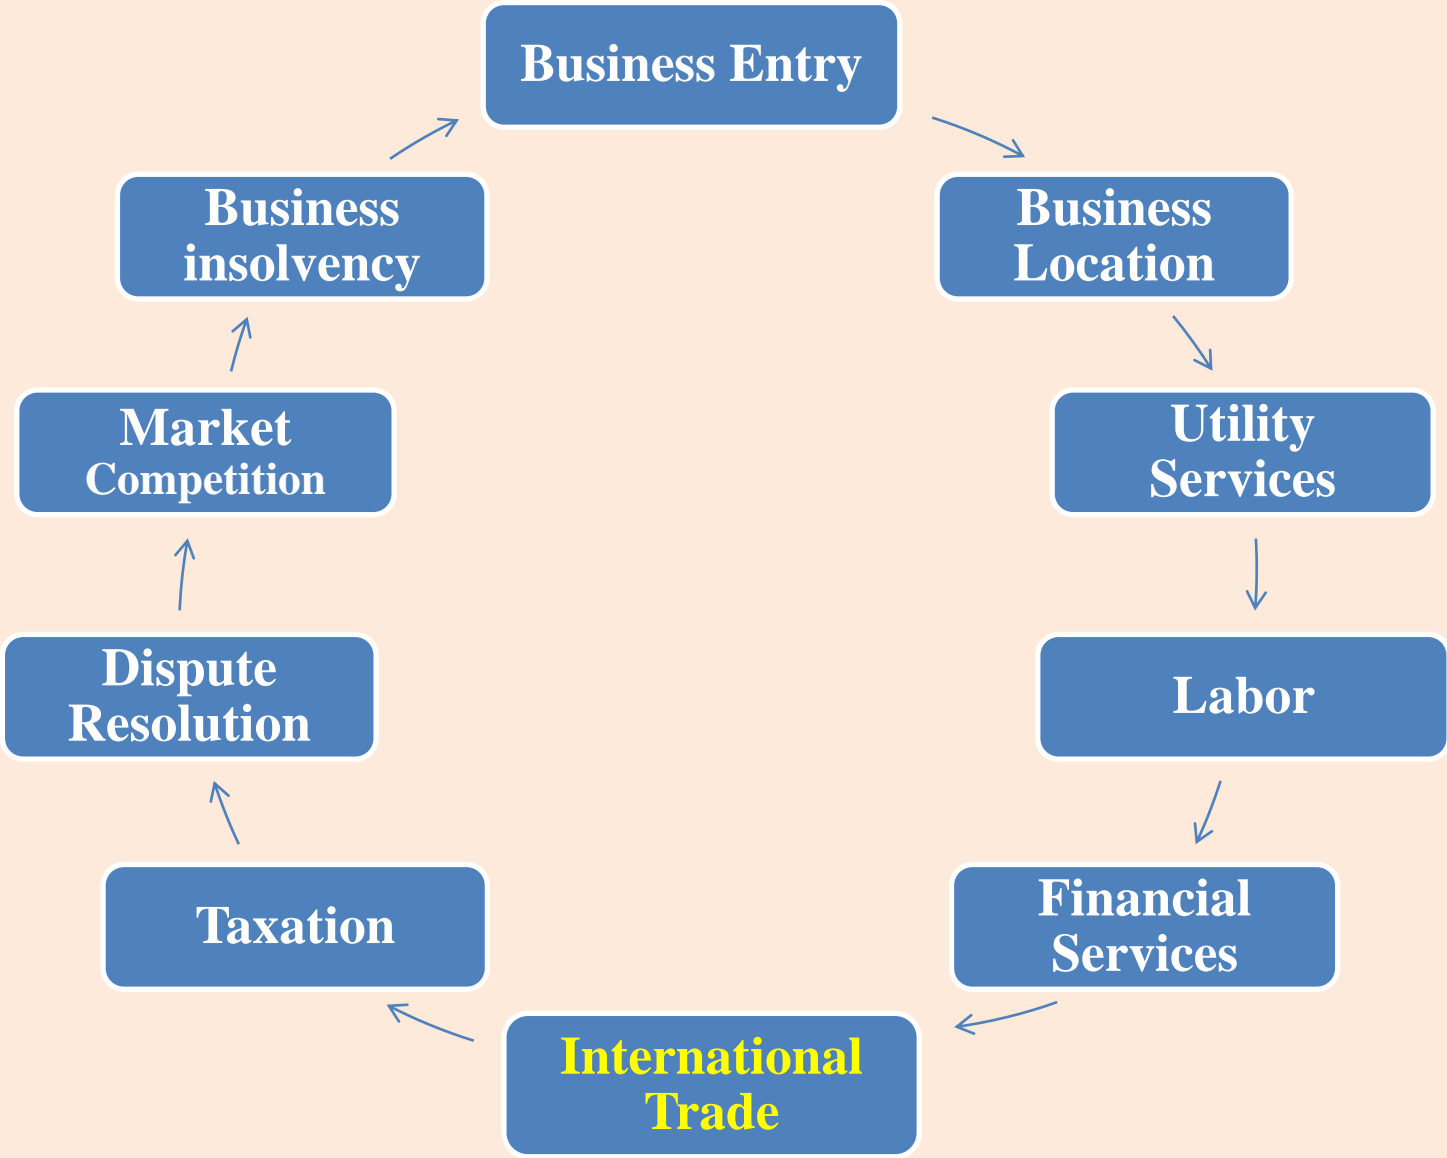 Business Entry
Business
Location
Utility
Services
Labor
Financial
Services
International
Trade
Taxation
Dispute
Resolution
Market
Competition
Business
insolvency